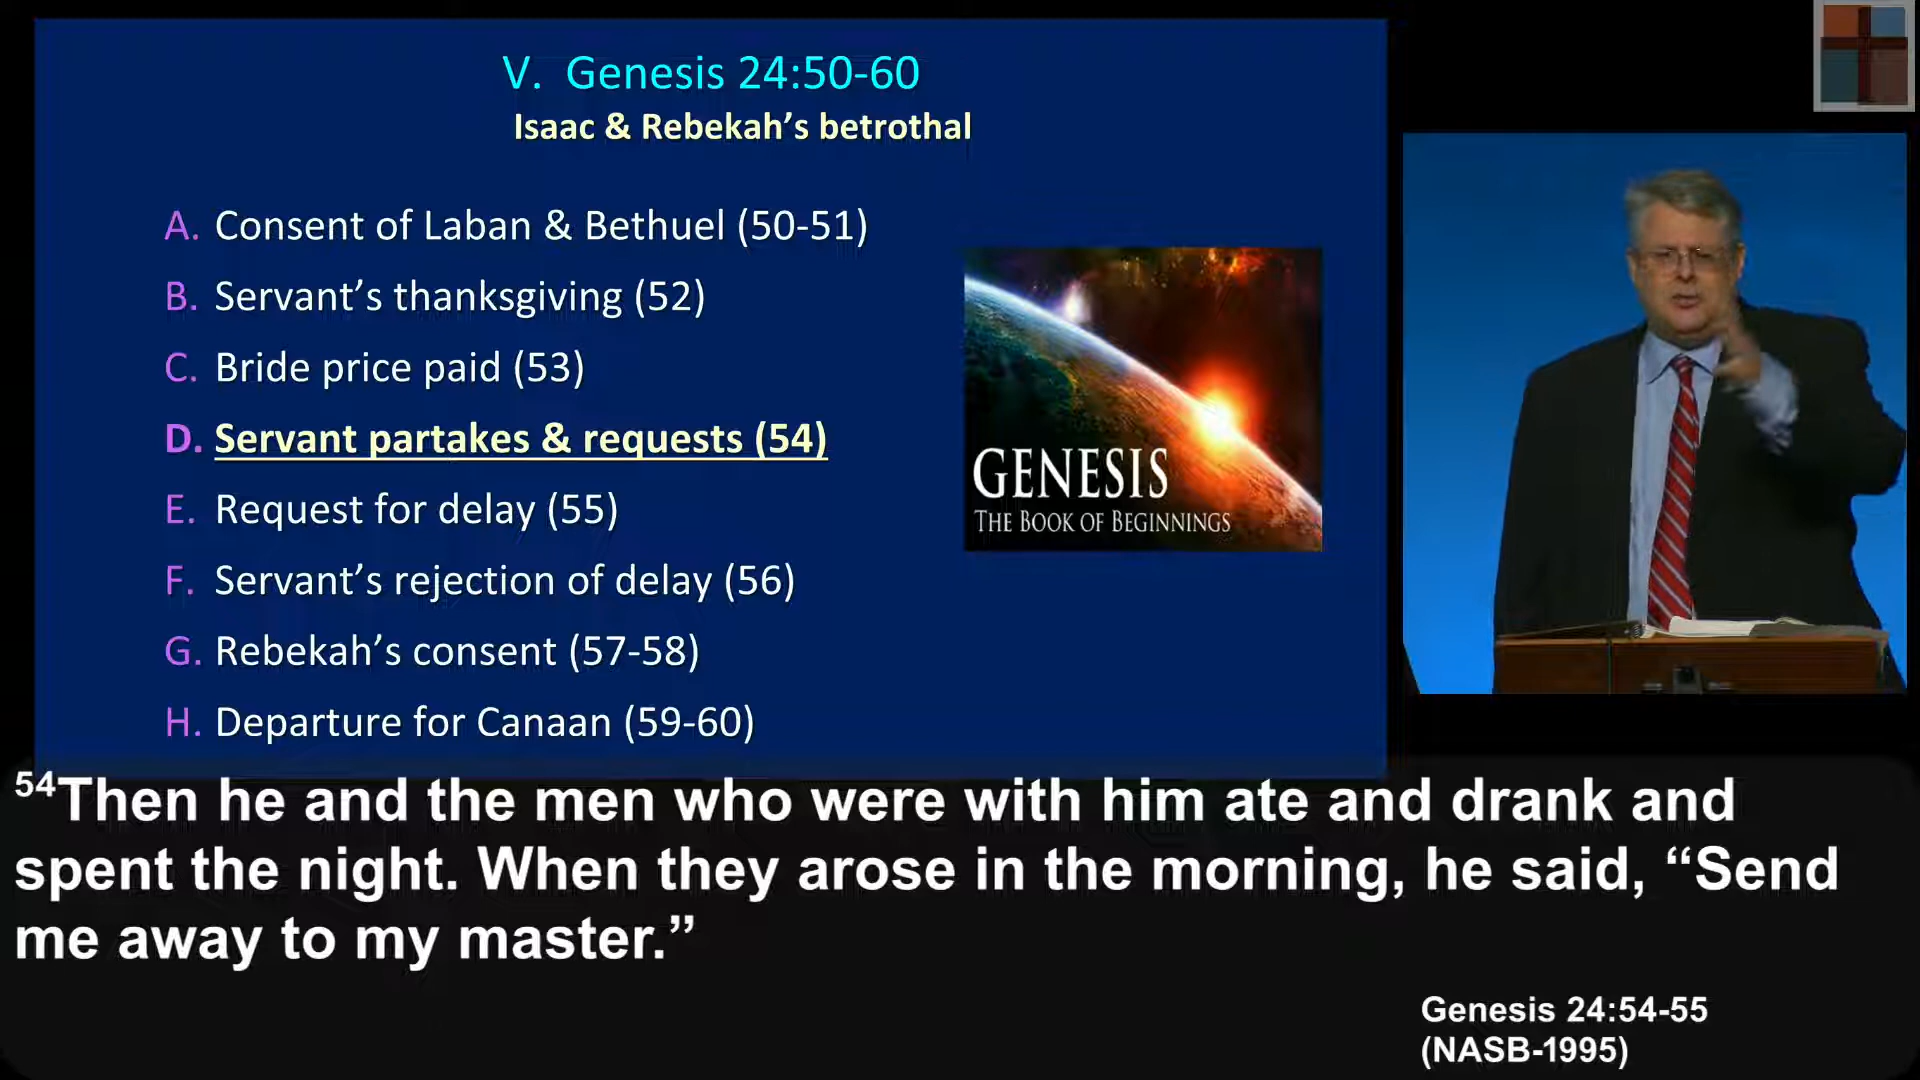 V. Genesis 24:50-60
Isaac & Rebekah’s betrothal
A. Consent of Laban & Bethuel (50-51)
B. Servant’s thanksgiving (52)
C. Bride price paid (53)
D. Servant partakes & requests (54)
E. Request for delay (55)
F. Servant’s rejection of delay (56)
G. Rebekah’s consent (57-58)
H. Departure for Canaan (59-60)
GENESIS
THE BOOK OF BEGINNINGS
54Then he and the men who were with him ate and drank and
spent the night. When they arose in the morning, he said, “Send
me away to my master.”
Genesis 24:54-55
(NASB-1995)